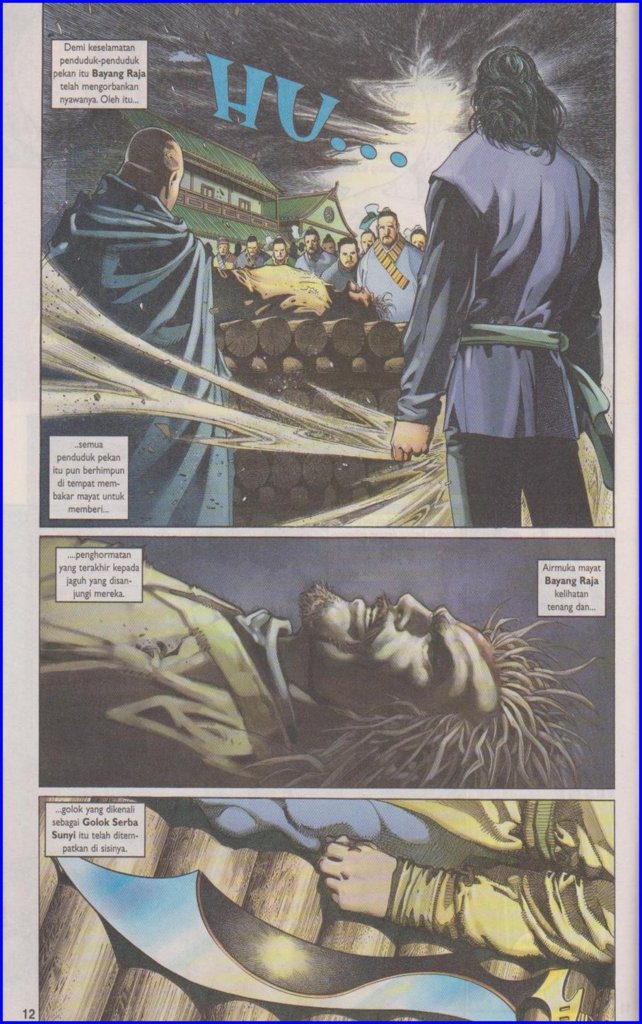 Demi keselamatan
penduduk-penduduk
pekan itu Bayang Raja
telah mengorbankan
nyawanya. Oleh itu...
HU...
..semua
penduduk pekan
itu pun berhimpun
di tempat mem-
bakar mayat untuk
memberi...
....penghormatan
yang terakhir kepada
jaguh yang disan-
jungi mereka.
Airmuka mayat
Bayang Raja
kelihatan
tenang dan...
...golok yang dikenali
sebagai Golok Serba
Sunyi itu telah ditem-
patkan di sisinya.
12